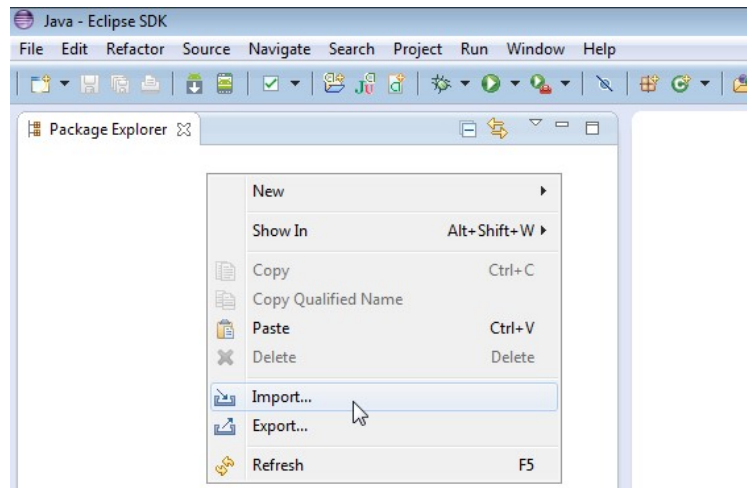 Java - Eclipse SDK
File Edit Refactor Source Navigate Search Project Run Window Help
Package Explorer
New
Show In Alt+Shift+W
Copy Ctrl+C
Copy Qualified Name
Paste Ctrl+V
Delete Delete
Import...
Export...
Refresh F5